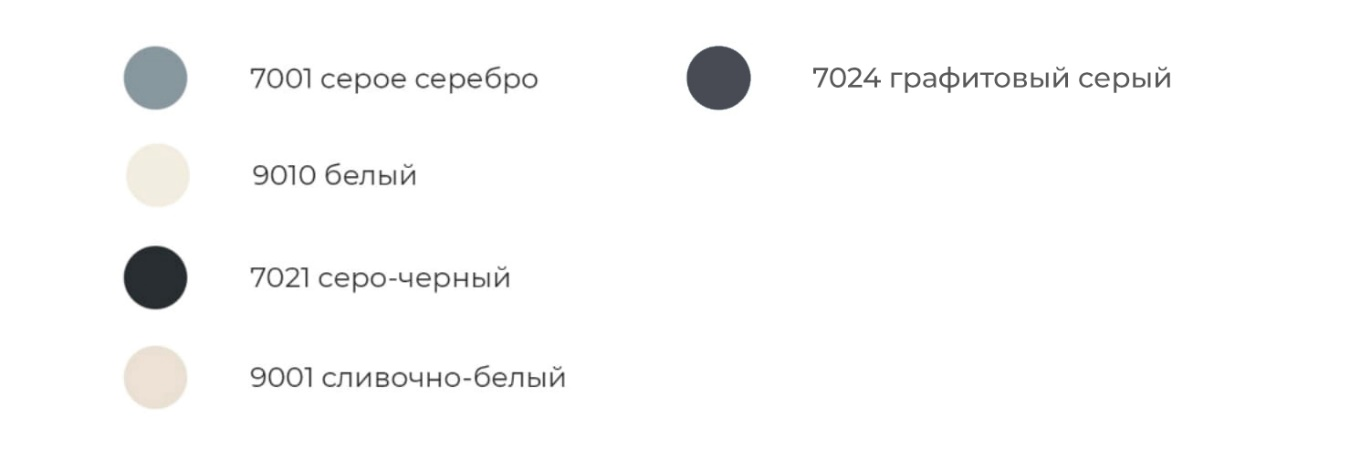 7001 серое серебро
9010 белый
7021 серо-черный
9001 сливочно-белый
7024 графитовый серый